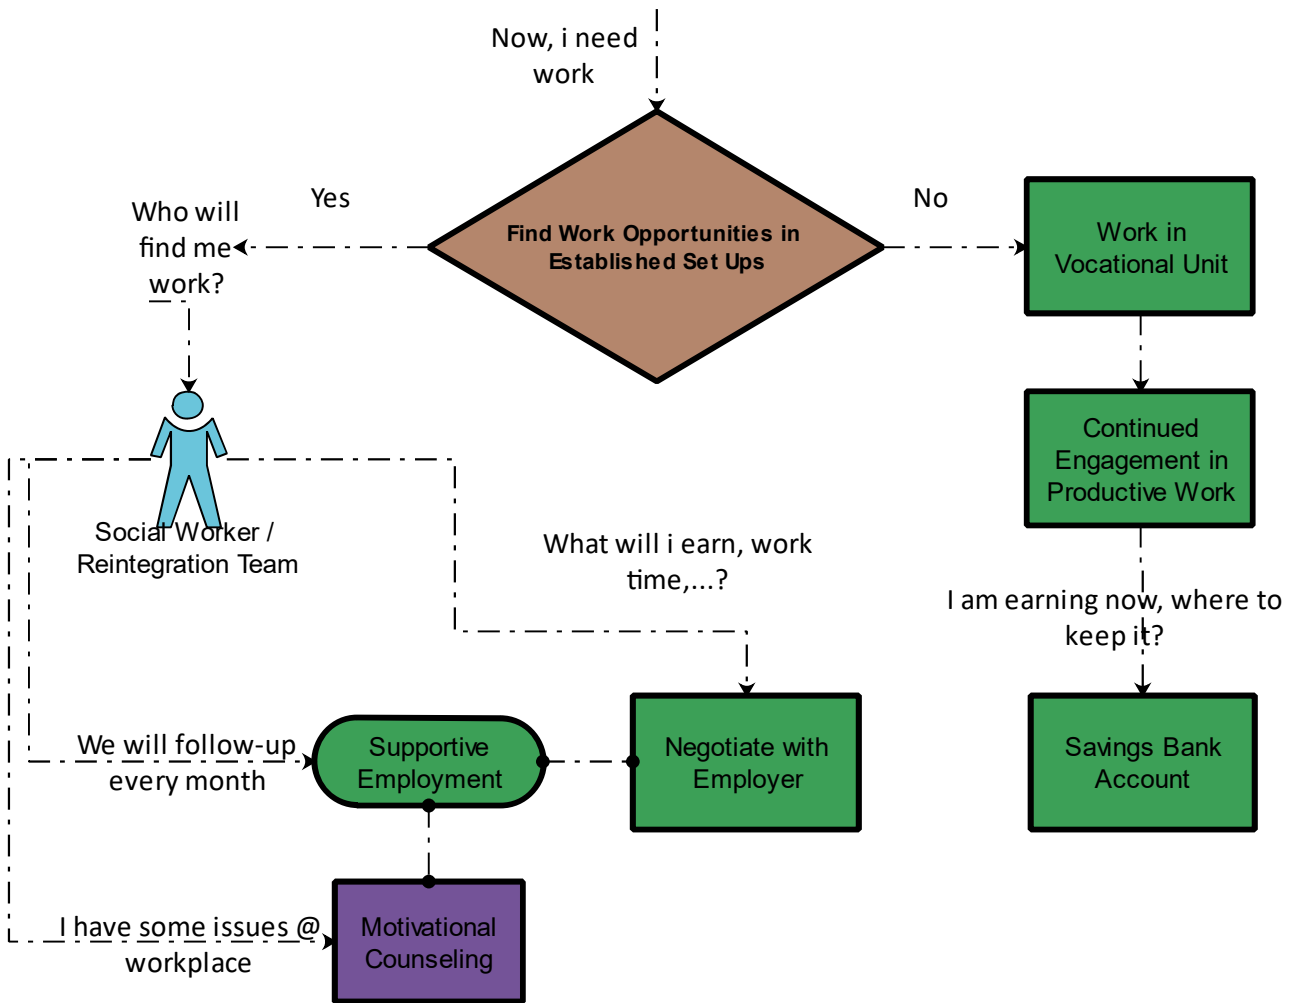 Now, i need
work
Yes
No
Who will
find me
work?
Find Work Opportunities in
Established Set Ups
Work in
Vocational Unit
Continued
Engagement in
Productive Work
Social Worker /
Reintegration Team
What will i earn, work
time,...?
I am earning now, where to
keep it?
We will follow-up
every month
Supportive
Employment
Negotiate with
Employer
Savings Bank
Account
I have some issues @
workplace
Motivational
Counseling